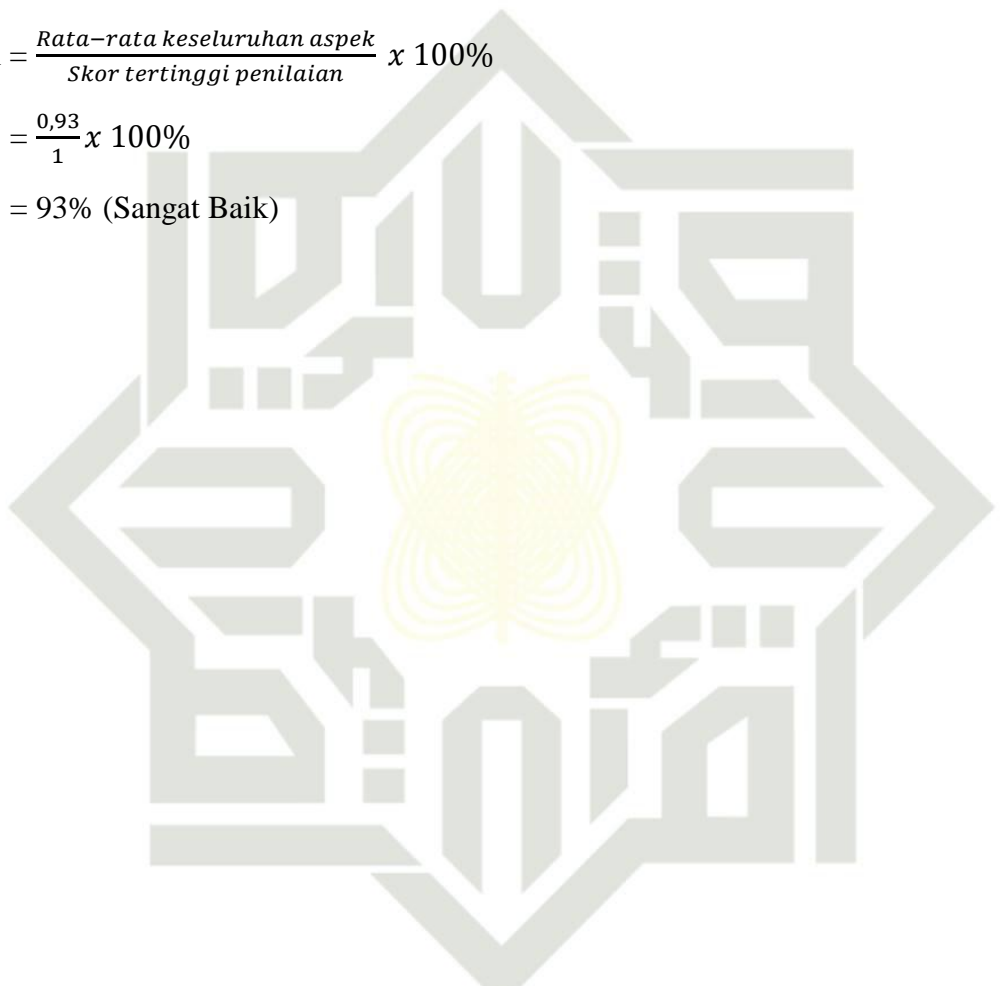 = Rata−rata keseluruhan aspek / Skor tertinggi penilaian x 100%
= 0,93 / 1 x 100%
= 93% (Sangat Baik)